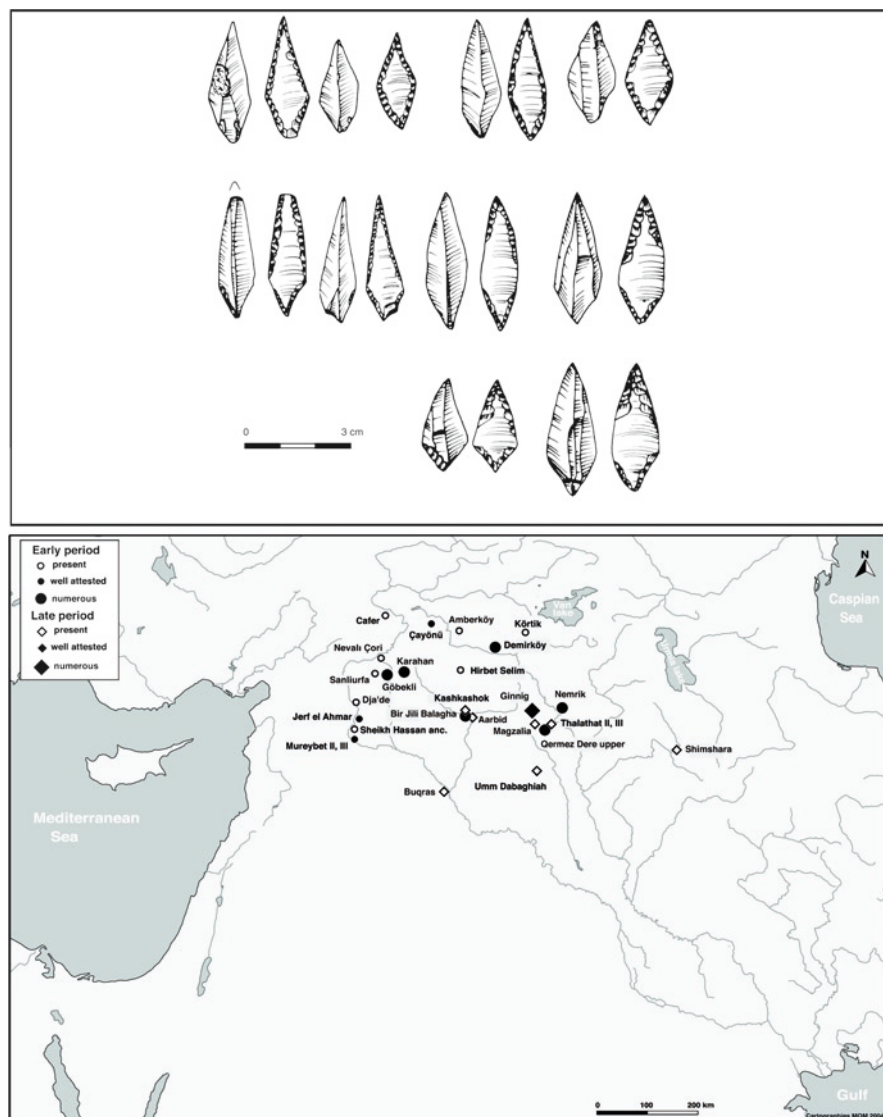 0
3 cm
Early period
present
well attested
numerous
Late period
present
well attested
numerous
N
Caspian
Sea
Van
lake
Cafer
Çayönü
Amberköy
Körtik
Demirköy
Nevalı Çori
Karahan
Sanliurfa
Göbekli
Hirbet Selim
Dja'de
Kashkashok
Ginnig
Nemrik
Jerf el Ahmar
Bir Jili Balagha
Aarbid
Magzalia
Thalathat II, III
Sheikh Hassan anc.
Mureybet II, III
Qermez Dere upper
Shimshara
Buqras
Umm Dabaghiah
Mediterranean
Sea
Gulf
0 100 200 km